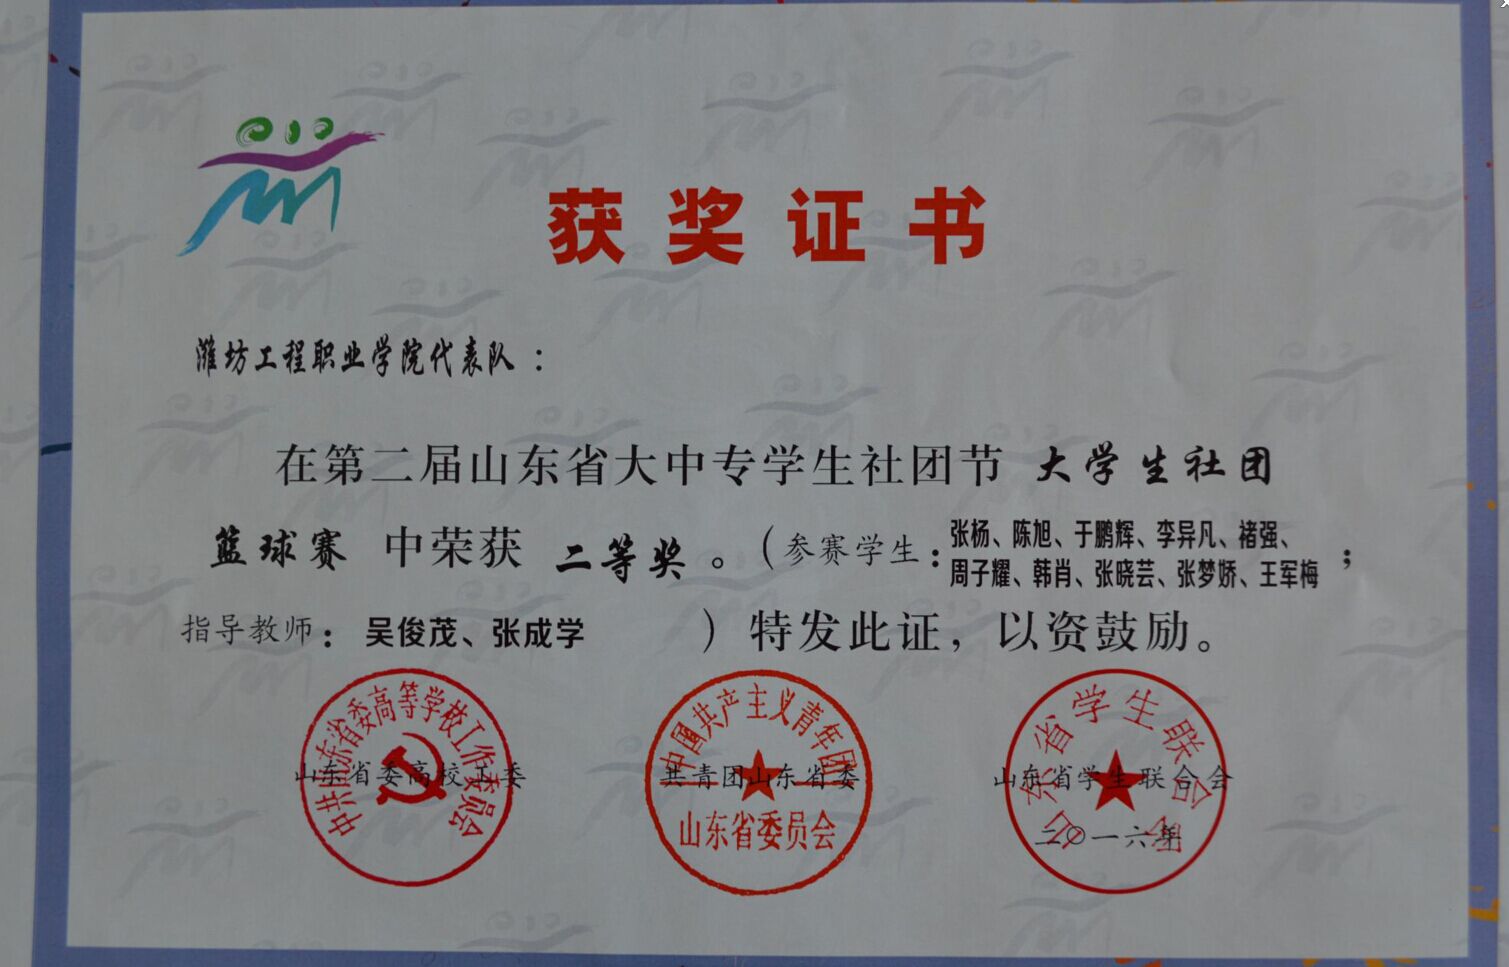 获奖证书
潍坊工程职业学院代表队：
在第二届山东省大中专学生社团节 大学生社团
篮球赛 中荣获 二等奖。（参赛学生：张杨、陈旭、于鹏辉、李异凡、褚强、
周子耀、韩肖、张晓芸、张梦娇、王军梅；
指导教师：吴俊茂、张成学 ）特发此证，以资鼓励。
中共山东省委高等学校工作委员会
山东省委高校工委
中国共产主义青年团
共青团山东省委
山东省委员会
山东省学生联合会
山东省学生联合会
二〇一六年